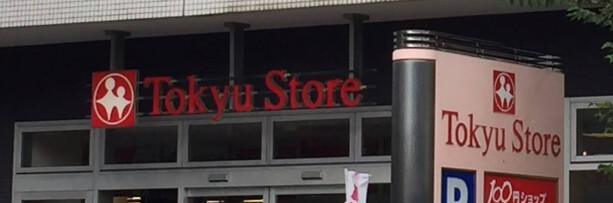 Tokyu Store
Tokyu Store
P
100円ショップ